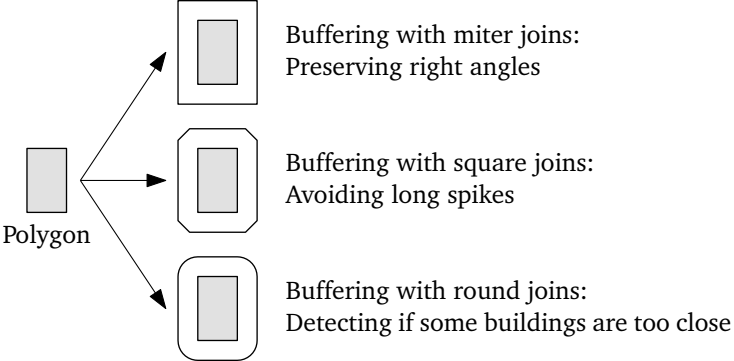 Buffering with miter joins:
Preserving right angles
Buffering with square joins:
Avoiding long spikes
Polygon
Buffering with round joins:
Detecting if some buildings are too close